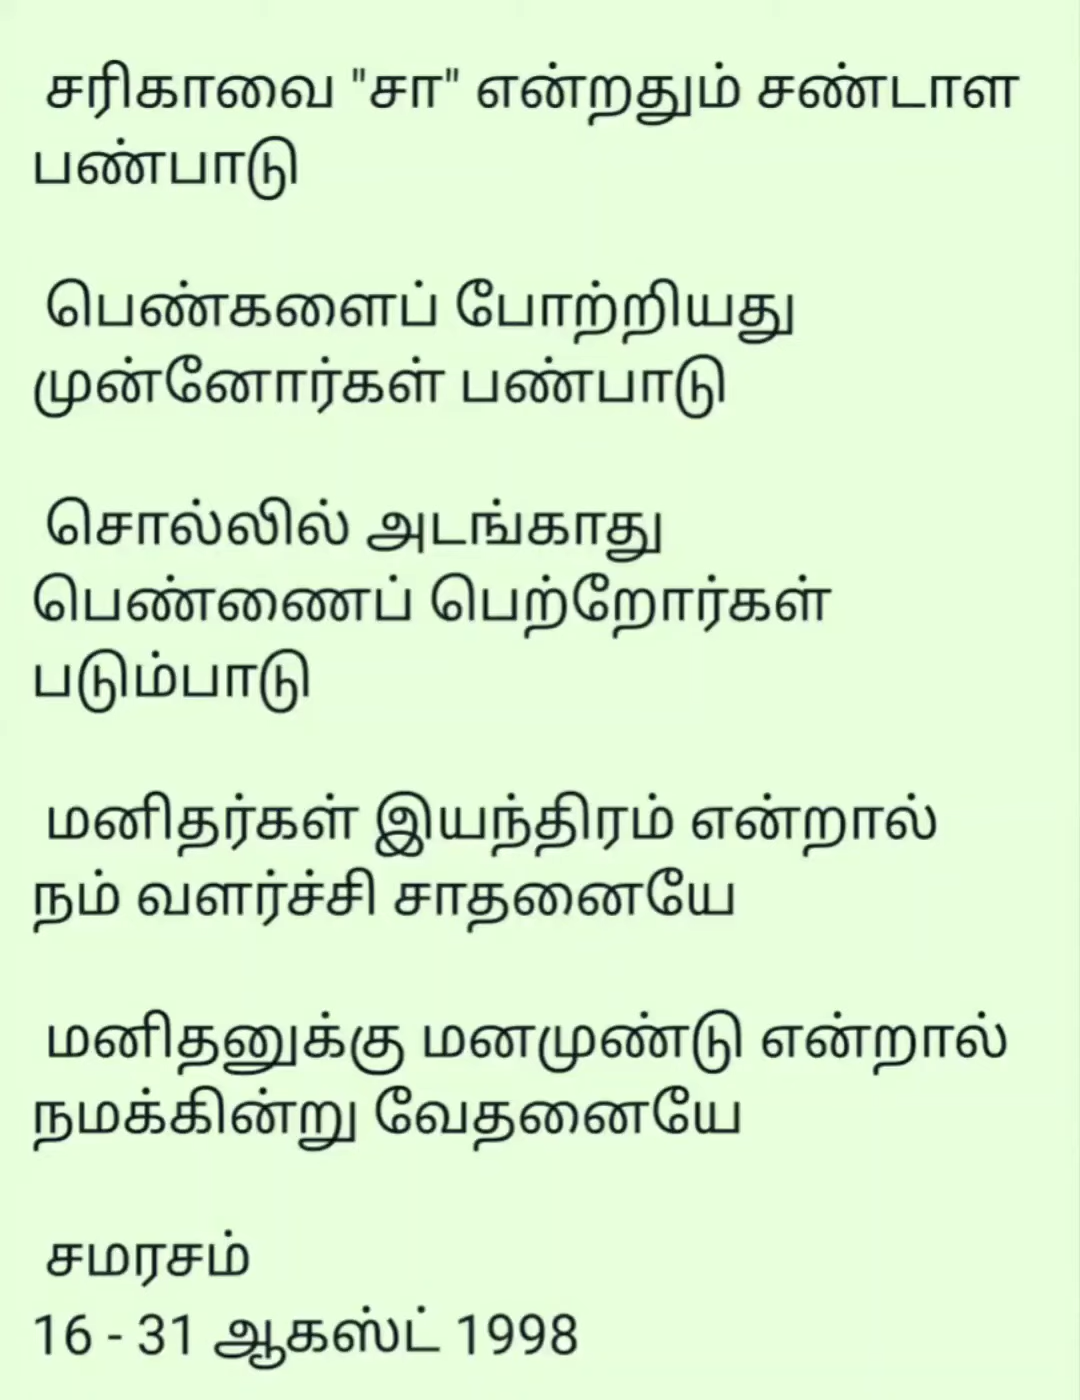 சரிகாவை "சா" என்றதும் சண்டாள
பண்பாடு
பெண்களைப் போற்றியது
முன்னோர்கள் பண்பாடு
சொல்லில் அடங்காது
பெண்ணைப் பெற்றோர்கள்
படும்பாடு
மனிதர்கள் இயந்திரம் என்றால்
நம் வளர்ச்சி சாதனையே
மனிதனுக்கு மனமுண்டு என்றால்
நமக்கின்று வேதனையே
சமரசம்
16 - 31 ஆகஸ்ட் 1998